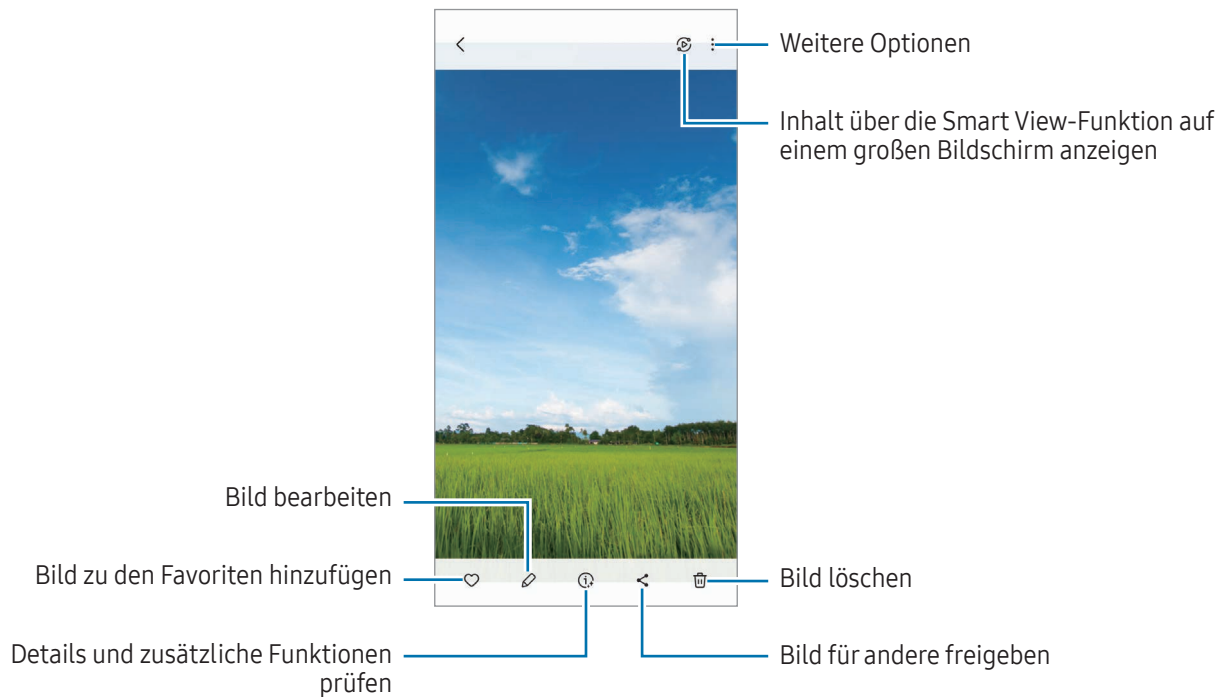 Weitere Optionen
Inhalt über die Smart View-Funktion auf
einem großen Bildschirm anzeigen
Bild bearbeiten
Bild zu den Favoriten hinzufügen
Bild löschen
Details und zusätzliche Funktionen
prüfen
Bild für andere freigeben